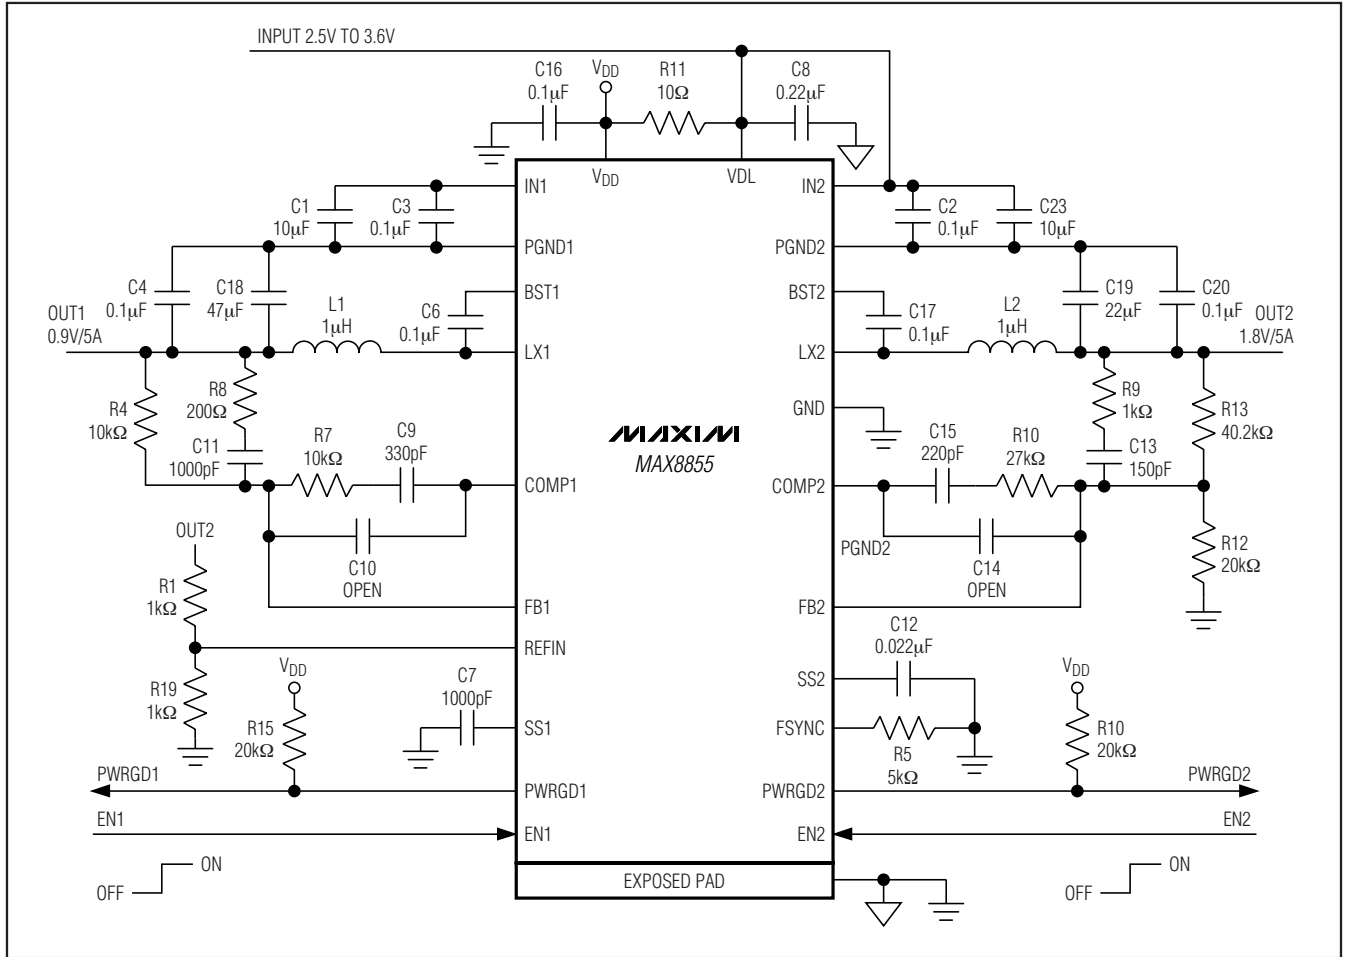 INPUT 2.5V TO 3.6V
C16
0.1µF
VDD
R11
10Ω
C8
0.22µF
VDD
VDL
IN1
IN2
C1
10µF
C3
0.1µF
C2
0.1µF
C23
10µF
PGND1
PGND2
C4
0.1µF
C18
47µF
BST1
BST2
C19
22µF
C20
0.1µF
OUT1
0.9V/5A
L1
1µH
C6
0.1µF
C17
0.1µF
L2
1µH
OUT2
1.8V/5A
LX1
LX2
R4
10kΩ
R8
200Ω
GND
R9
1kΩ
R13
40.2kΩ
C11
1000pF
R7
10kΩ
C9
330pF
MAXIM
MAX8855
C15
220pF
R10
27kΩ
C13
150pF
COMP1
COMP2
OUT2
C10
OPEN
PGND2
C14
OPEN
R12
20kΩ
R1
1kΩ
FB1
FB2
REFIN
C12
0.022µF
R19
1kΩ
VDD
R15
20kΩ
C7
1000pF
SS1
SS2
FSYNC
R5
5kΩ
VDD
R10
20kΩ
PWRGD1
PWRGD1
PWRGD2
PWRGD2
EN1
EN1
EN2
EN2
OFF
ON
EXPOSED PAD
OFF
ON